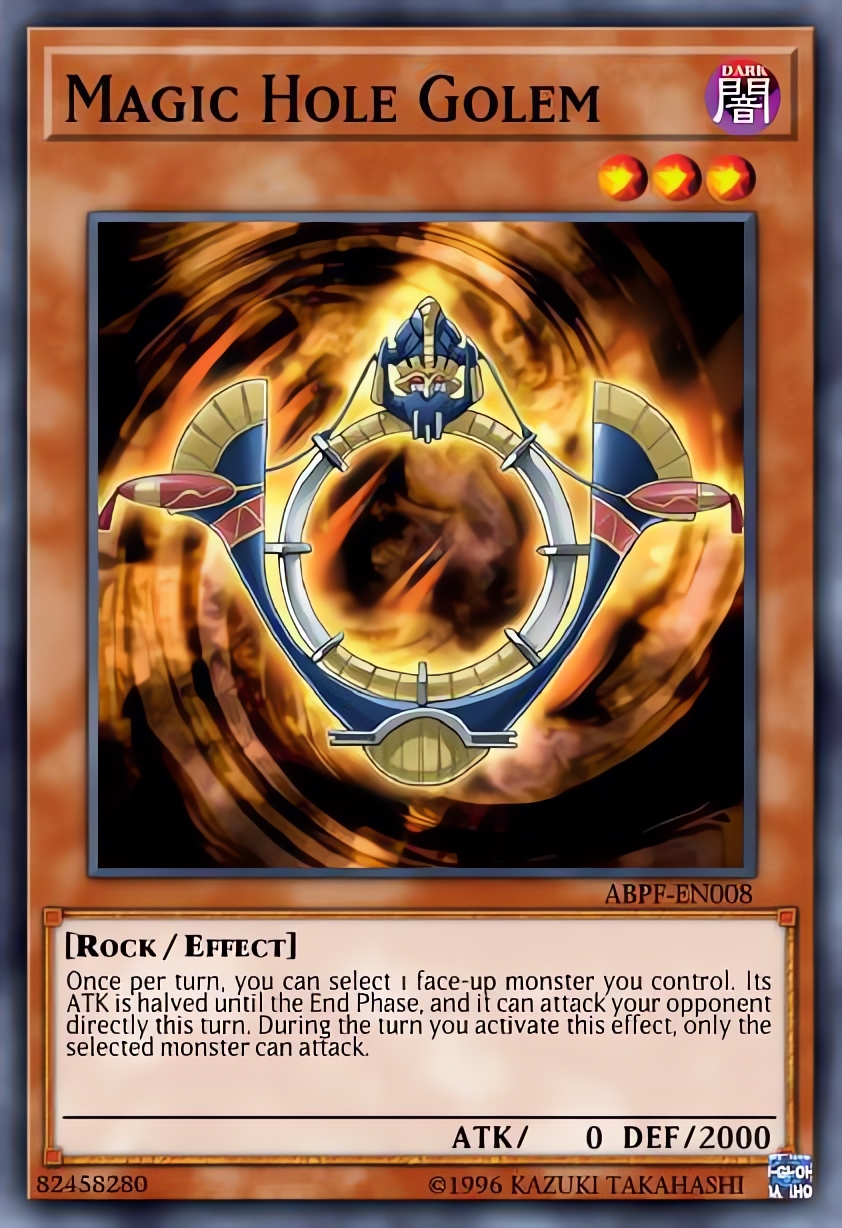 MAGIC HOLE GOLEM
DARK
闇
ABPF-EN008
[ROCK / EFFECT]
Once per turn, you can select 1 face-up monster you control. Its
ATK is halved until the End Phase, and it can attack your opponent
directly this turn. During the turn you activate this effect, only the
selected monster can attack.
ATK/ 0 DEF/2000
82458280
©1996 KAZUKI TAKAHASHI